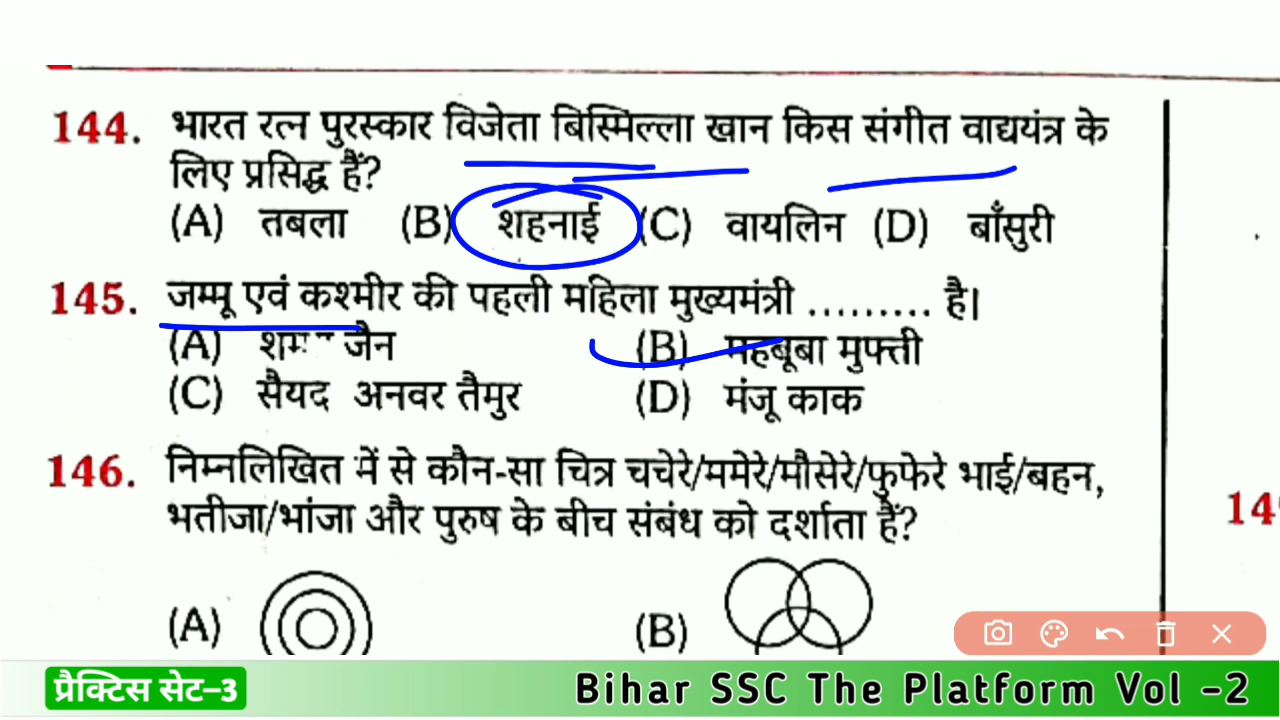 144. भारत रत्न पुरस्कार विजेता बिस्मिल्ला खान किस संगीत वाद्ययंत्र के
लिए प्रसिद्ध हैं?
(A) तबला (B) शहनाई (C) वायलिन (D) बाँसुरी
145. जम्मू एवं कश्मीर की पहली महिला मुख्यमंत्री ......... है।
(A) जैन (B) महबूबा मुफ्ती
(C) सैयद अनवर तैमुर (D) मंजू काक
146. निम्नलिखित में से कौन-सा चित्र चचेरे/ममेरे/मौसेरे/फुफेरे भाई/बहन,
भतीजा/भांजा और पुरुष के बीच संबंध को दर्शाता हैं?
(A) (B)
प्रैक्टिस सेट–3 Bihar SSC The Platform Vol –2